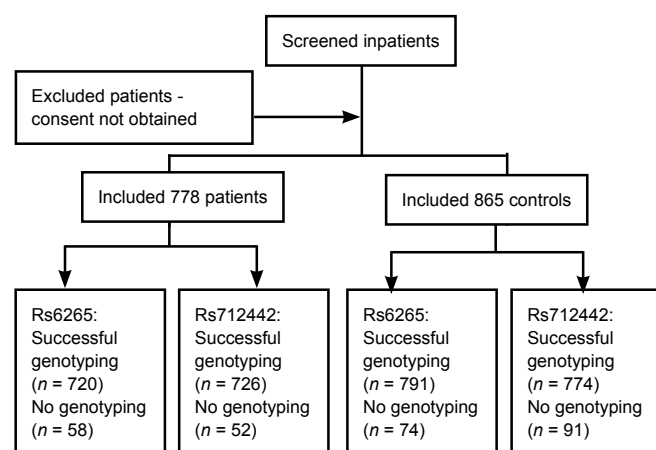 Screened inpatients
Excluded patients -
consent not obtained
Included 778 patients
Included 865 controls
Rs6265:
Successful
genotyping
(n = 720)
No genotyping
(n = 58)
Rs712442:
Successful
genotyping
(n = 726)
No genotyping
(n = 52)
Rs6265:
Successful
genotyping
(n = 791)
No genotyping
(n = 74)
Rs712442:
Successful
genotyping
(n = 774)
No genotyping
(n = 91)